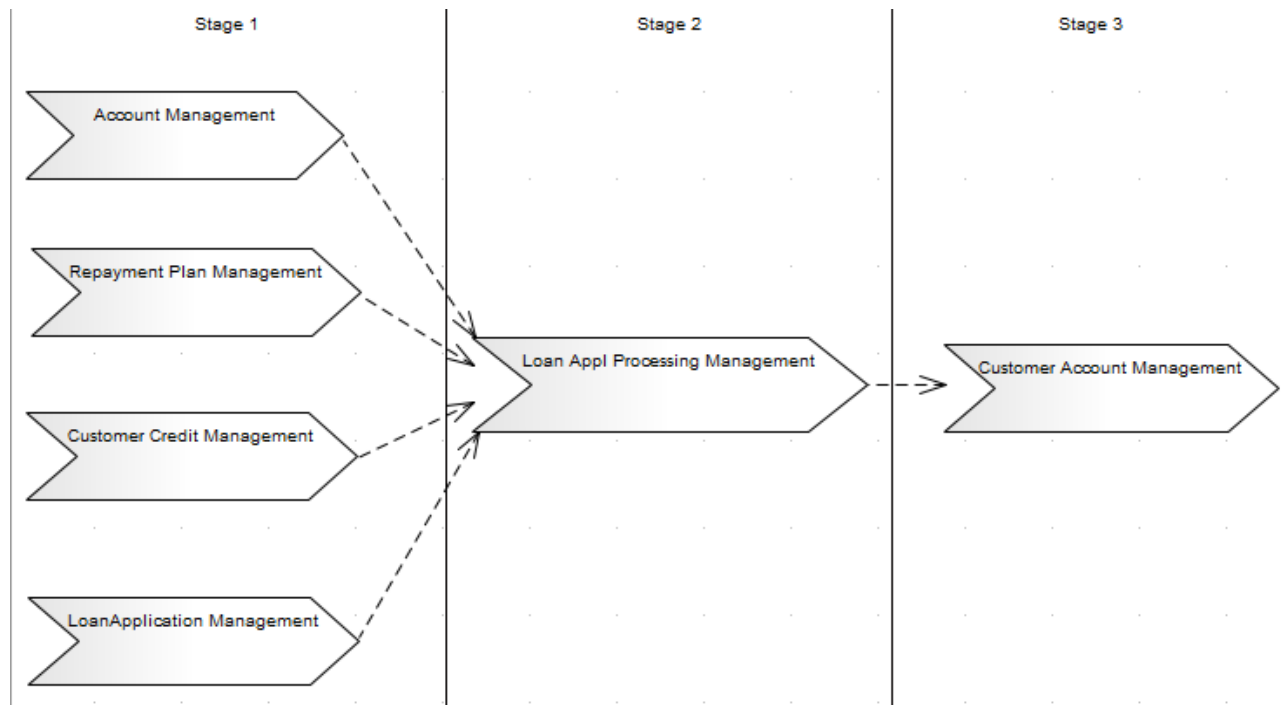 Stage 1
Stage 2
Stage 3
Account Management
Repayment Plan Management
Loan Appl Processing Management
Customer Account Management
Customer Credit Management
LoanApplication Management